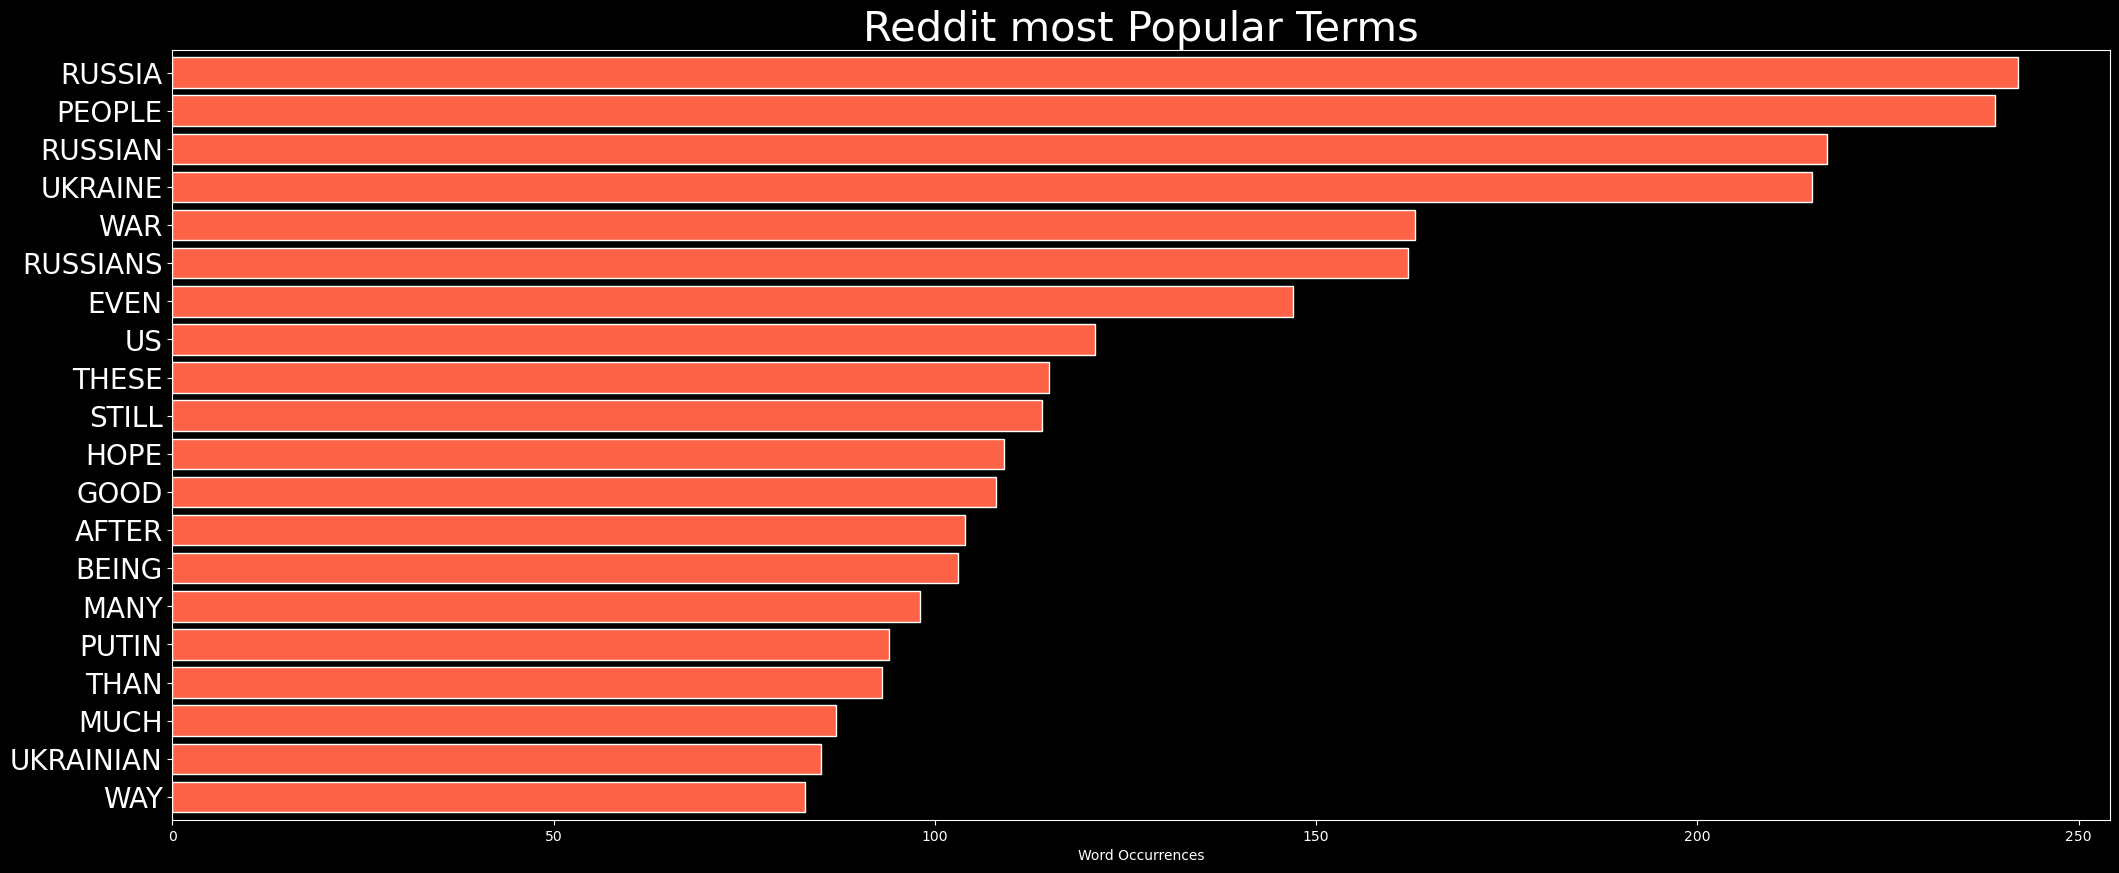 Reddit most Popular Terms
RUSSIA
PEOPLE
RUSSIAN
UKRAINE
WAR
RUSSIANS
EVEN
US
THESE
STILL
HOPE
GOOD
AFTER
BEING
MANY
PUTIN
THAN
MUCH
UKRAINIAN
WAY
0 50 100 150 200 250
Word Occurrences